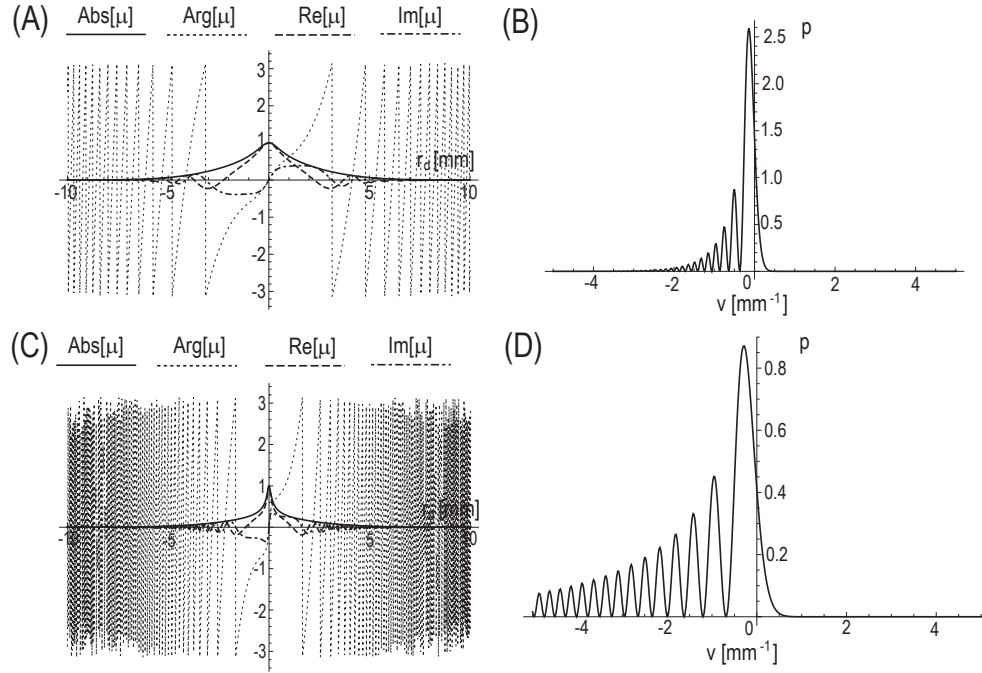 (A)
Abs[μ] Arg[μ] Re[μ] Im[μ]
3
2
1
r_d [mm]
-10 -5 5 10
-1
-2
-3
(B)
p
2.5
2.0
1.5
1.0
0.5
-4 -2 0 2 4
v [mm⁻¹]
(C)
Abs[μ] Arg[μ] Re[μ] Im[μ]
3
2
1
-5 5 10
-1
-2
-3
(D)
p
0.8
0.6
0.4
0.2
-4 -2 0 2 4
v [mm⁻¹]